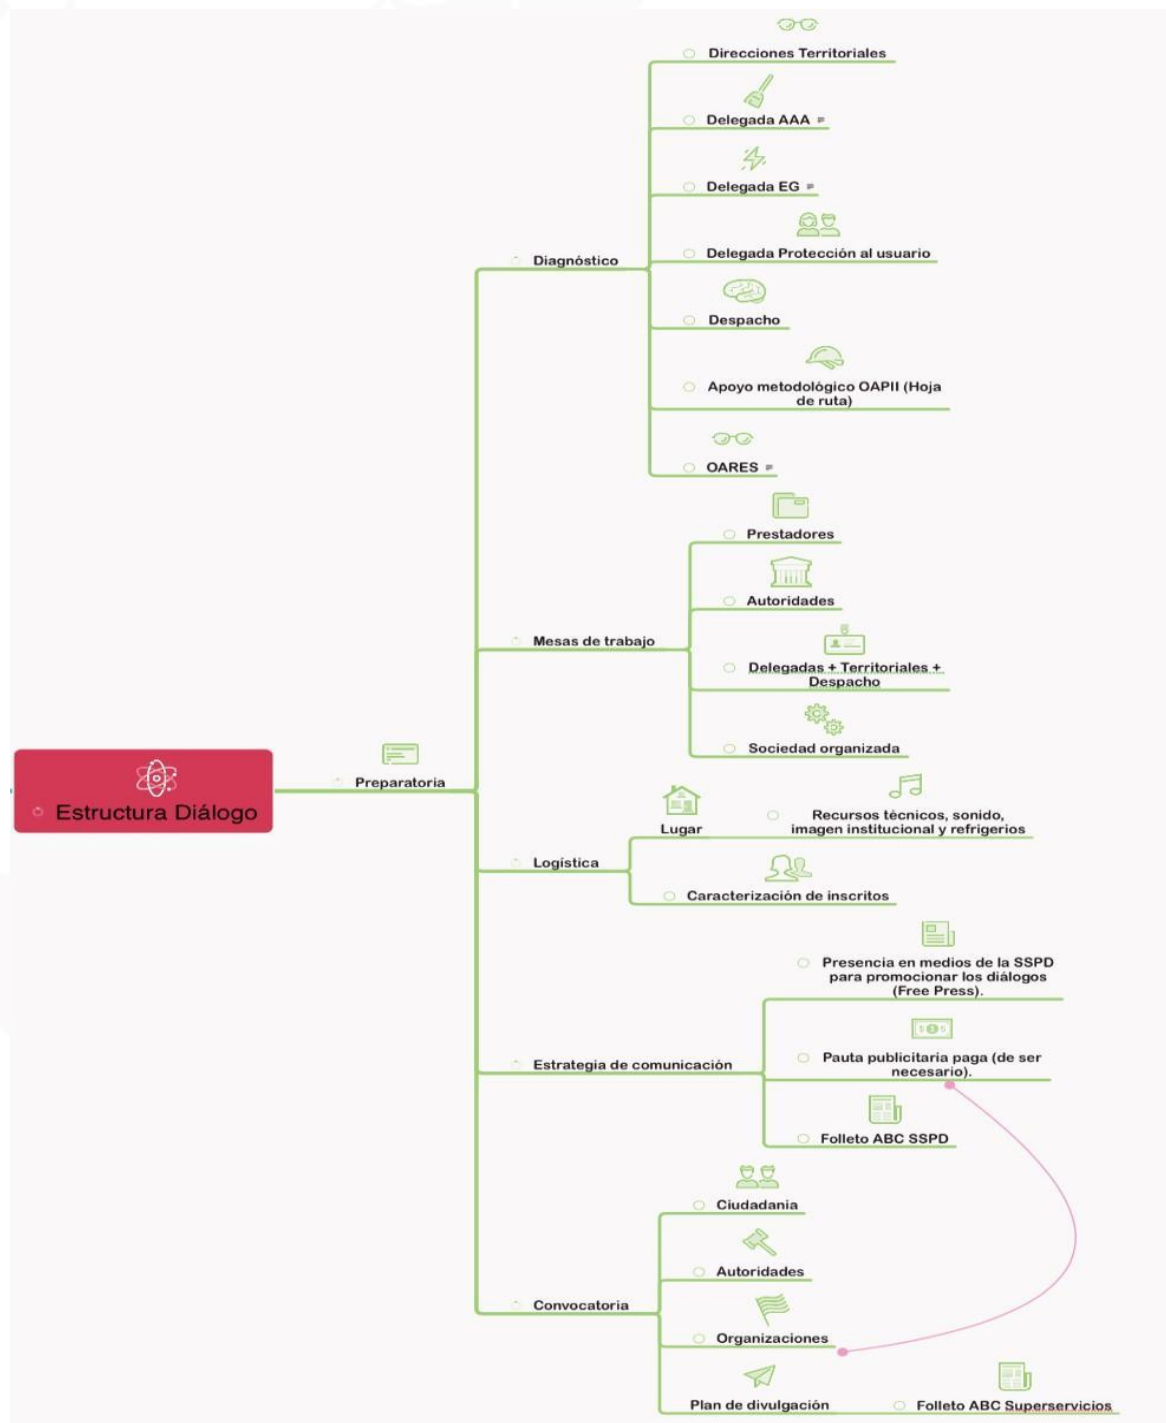 Direcciones Territoriales
Delegada AAA
Delegada EG
Delegada Protección al usuario
Diagnóstico
Despacho
Apoyo metodológico OAPII (Hoja
de ruta)
OARES
Prestadores
Autoridades
Mesas de trabajo
Delegadas + Territoriales +
Despacho
Sociedad organizada
Estructura Diálogo
Preparatoria
Lugar
Recursos técnicos, sonido,
imagen institucional y refrigerios
Logística
Caracterización de inscritos
Presencia en medios de la SSPD
para promocionar los diálogos
(Free Press).
Estrategia de comunicación
Pauta publicitaria paga (de ser
necesario).
Folleto ABC SSPD
Ciudadania
Autoridades
Convocatoria
Organizaciones
Plan de divulgación
Folleto ABC Superservicios